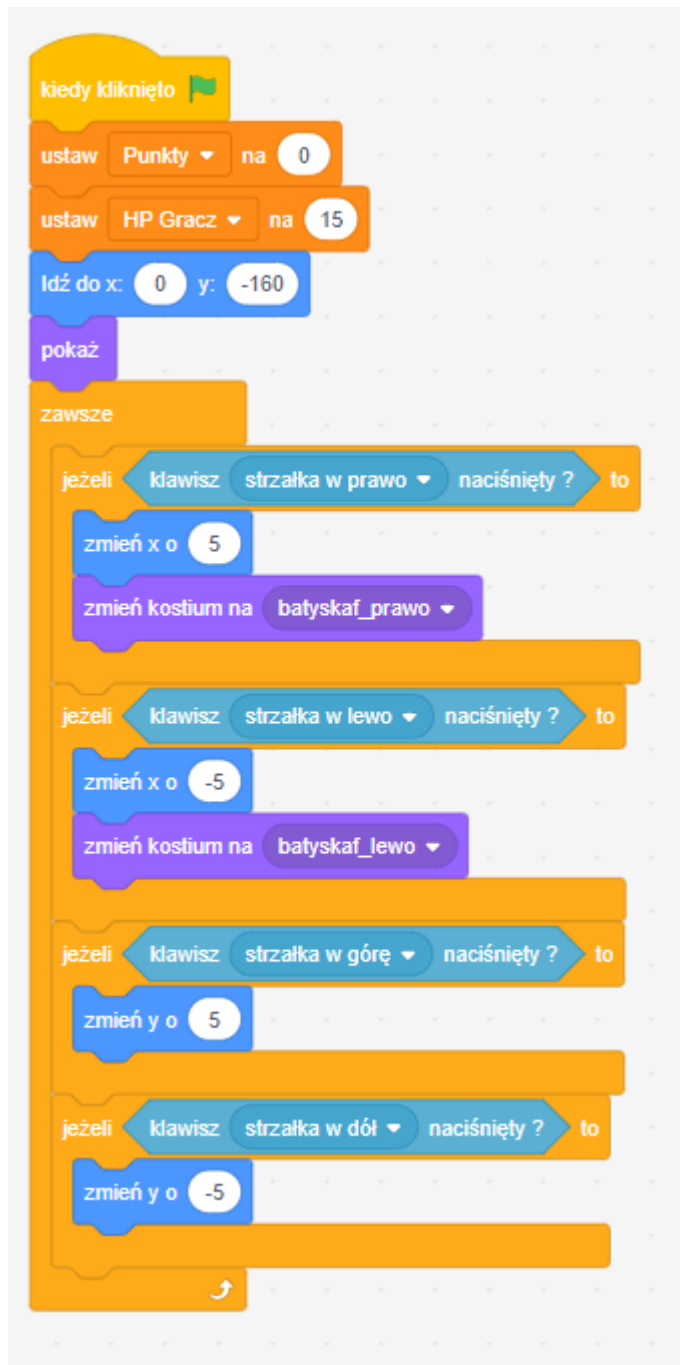 kiedy kliknięto
ustaw Punkty na 0
ustaw HP Gracz na 15
Idź do x: 0 y: -160
pokaż
zawsze
jeżeli klawisz strzałka w prawo naciśnięty ? to
zmień x o 5
zmień kostium na batyskaf_prawo
jeżeli klawisz strzałka w lewo naciśnięty ? to
zmień x o -5
zmień kostium na batyskaf_lewo
jeżeli klawisz strzałka w górę naciśnięty ? to
zmień y o 5
jeżeli klawisz strzałka w dół naciśnięty ? to
zmień y o -5